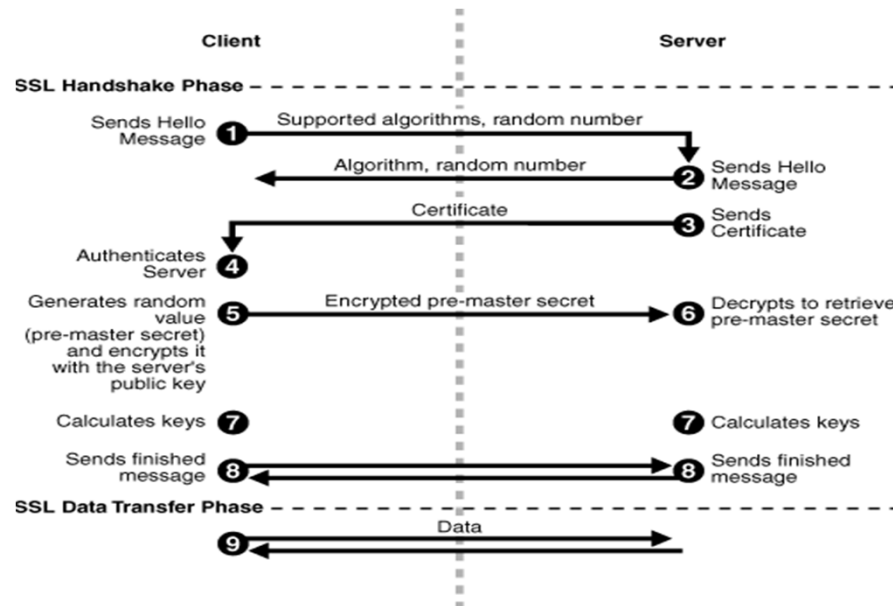 Client
Server
SSL Handshake Phase
Sends Hello
Message
1
Supported algorithms, random number
Algorithm, random number
2
Sends Hello
Message
Certificate
3
Sends
Certificate
Authenticates
Server
4
Generates random
value
(pre-master secret)
and encrypts it
with the server's
public key
5
Encrypted pre-master secret
6
Decrypts to retrieve
pre-master secret
Calculates keys
7
7
Calculates keys
Sends finished
message
8
8
Sends finished
message
SSL Data Transfer Phase
9
Data